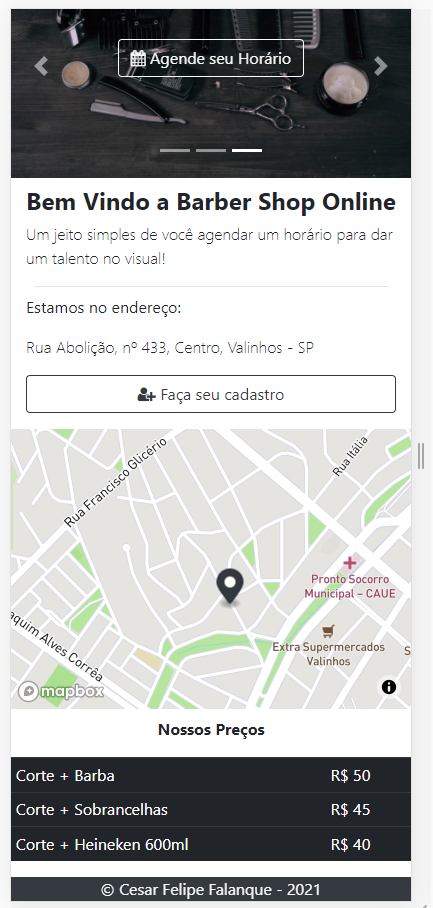 Agende seu Horário
Bem Vindo a Barber Shop Online
Um jeito simples de você agendar um horário para dar
um talento no visual!
Estamos no endereço:
Rua Abolição, nº 433, Centro, Valinhos - SP
Faça seu cadastro
Rua Francisco Glicério
Rua Itália
Pronto Socorro
Municipal – CAUE
Extra Supermercados
Valinhos
S
aquim Alves Corrêa
mapbox
Nossos Preços
Corte + Barba R$ 50
Corte + Sobrancelhas R$ 45
Corte + Heineken 600ml R$ 40
© Cesar Felipe Falanque - 2021